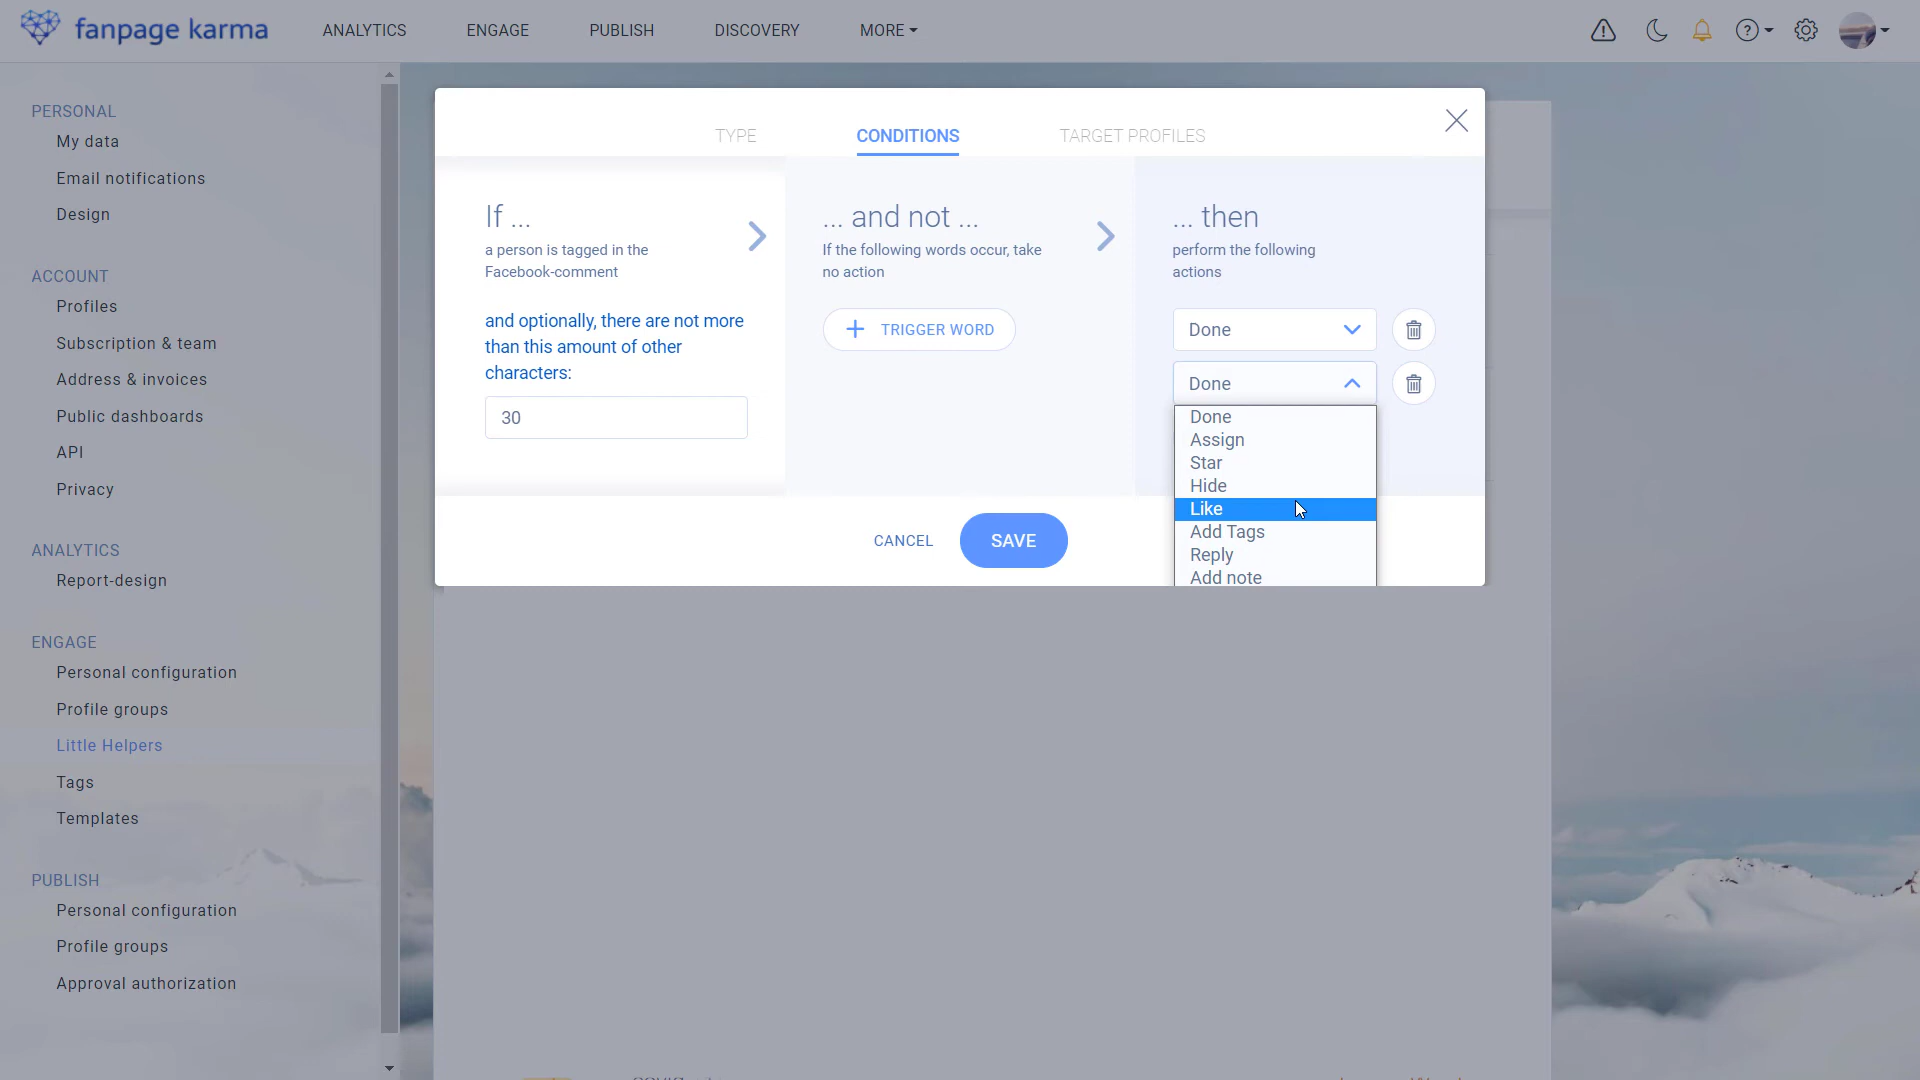 fanpage karma
ANALYTICS
ENGAGE
PUBLISH
DISCOVERY
MORE
PERSONAL
My data
Email notifications
Design
ACCOUNT
Profiles
Subscription & team
Address & invoices
Public dashboards
API
Privacy
ANALYTICS
Report-design
ENGAGE
Personal configuration
Profile groups
Little Helpers
Tags
Templates
PUBLISH
Personal configuration
Profile groups
Approval authorization
TYPE
CONDITIONS
TARGET PROFILES
If ...
a person is tagged in the
Facebook-comment
and optionally, there are not more
than this amount of other
characters:
30
... and not ...
If the following words occur, take
no action
TRIGGER WORD
... then
perform the following
actions
Done
Done
Done
Assign
Star
Hide
Like
Add Tags
Reply
Add note
CANCEL
SAVE